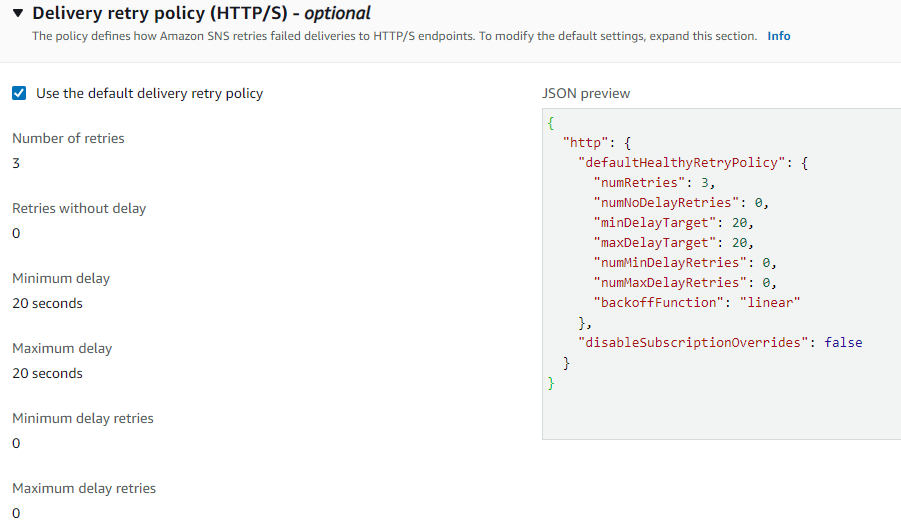 ▼ Delivery retry policy (HTTP/S) - optional
The policy defines how Amazon SNS retries failed deliveries to HTTP/S endpoints. To modify the default settings, expand this section. Info
Use the default delivery retry policy
Number of retries
3
Retries without delay
0
Minimum delay
20 seconds
Maximum delay
20 seconds
Minimum delay retries
0
Maximum delay retries
0
JSON preview
{
"http": {
"defaultHealthyRetryPolicy": {
"numRetries": 3,
"numNoDelayRetries": 0,
"minDelayTarget": 20,
"maxDelayTarget": 20,
"numMinDelayRetries": 0,
"numMaxDelayRetries": 0,
"backoffFunction": "linear"
},
"disableSubscriptionOverrides": false
}
}